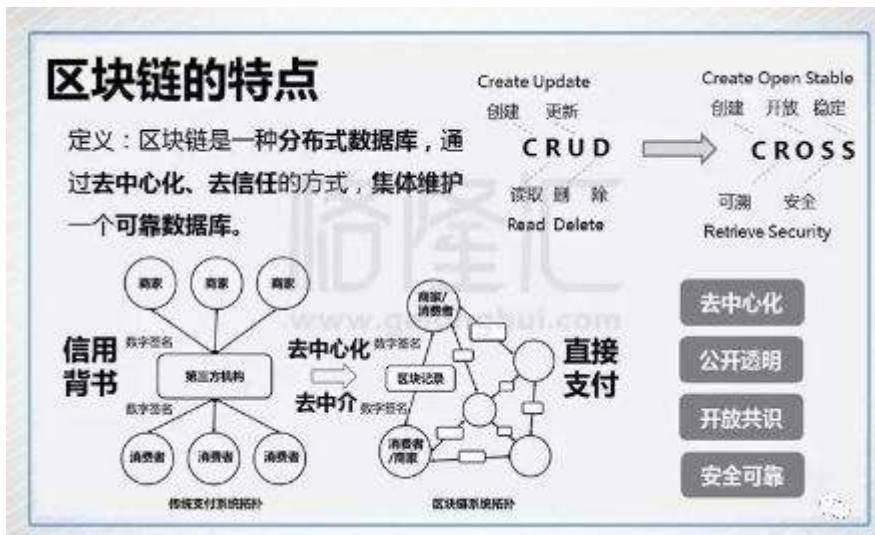 区块链的特点
定义：区块链是一种分布式数据库，通
过去中心化、去信任的方式，集体维护
一个可靠数据库。
Create Update
创建 更新
CRUD
读取 删 除
Read Delete
Create Open Stable
创建 开放 稳定
CROSS
可溯 安全
Retrieve Security
商家 商家 商家
数字签名
信用
背书
第三方机构
数字签名
消费者 消费者 消费者
传统支付系统拓扑
去中心化
去中介
商家/
消费者
数字签名
区块记录
数字签名
消费者
/商家
区块链系统拓扑
直接
支付
去中心化
公开透明
开放共识
安全可靠
格隆汇